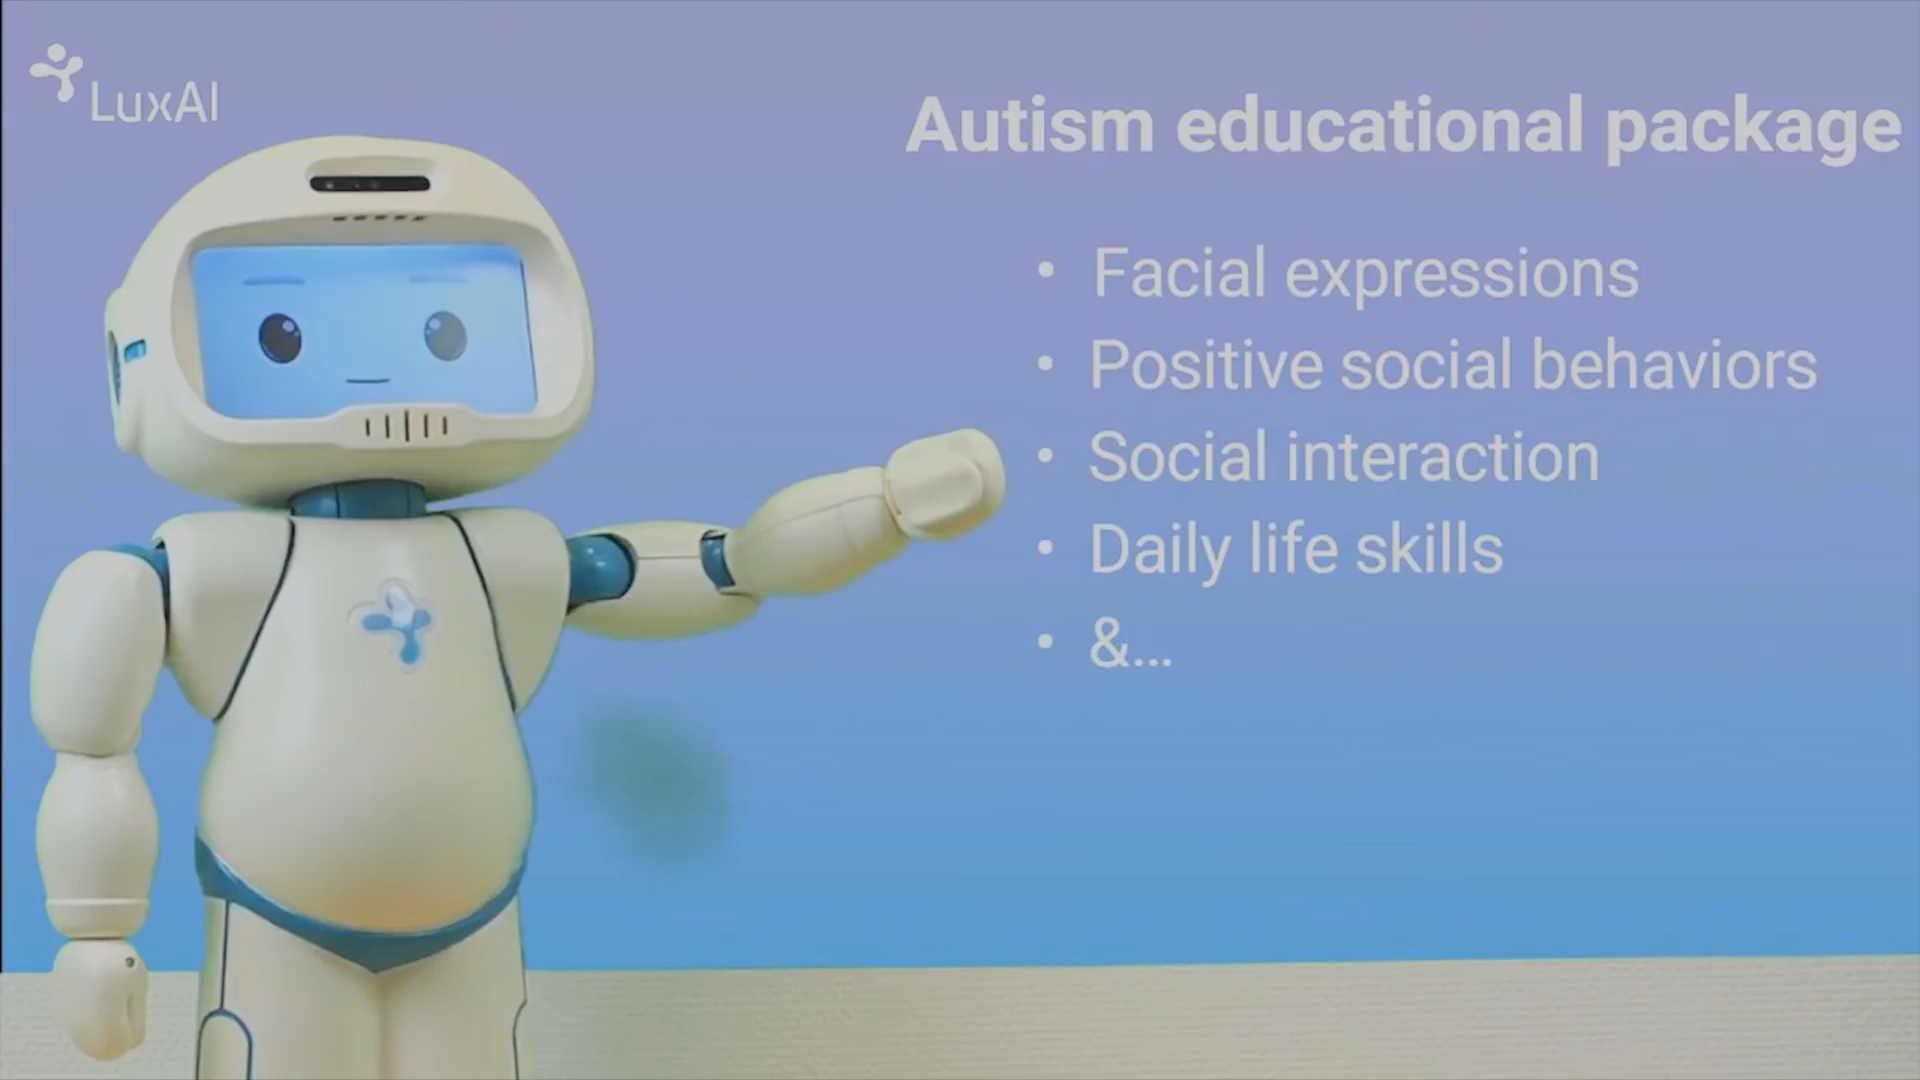 LuxAI
Autism educational package
• Facial expressions
• Positive social behaviors
• Social interaction
• Daily life skills
• &...